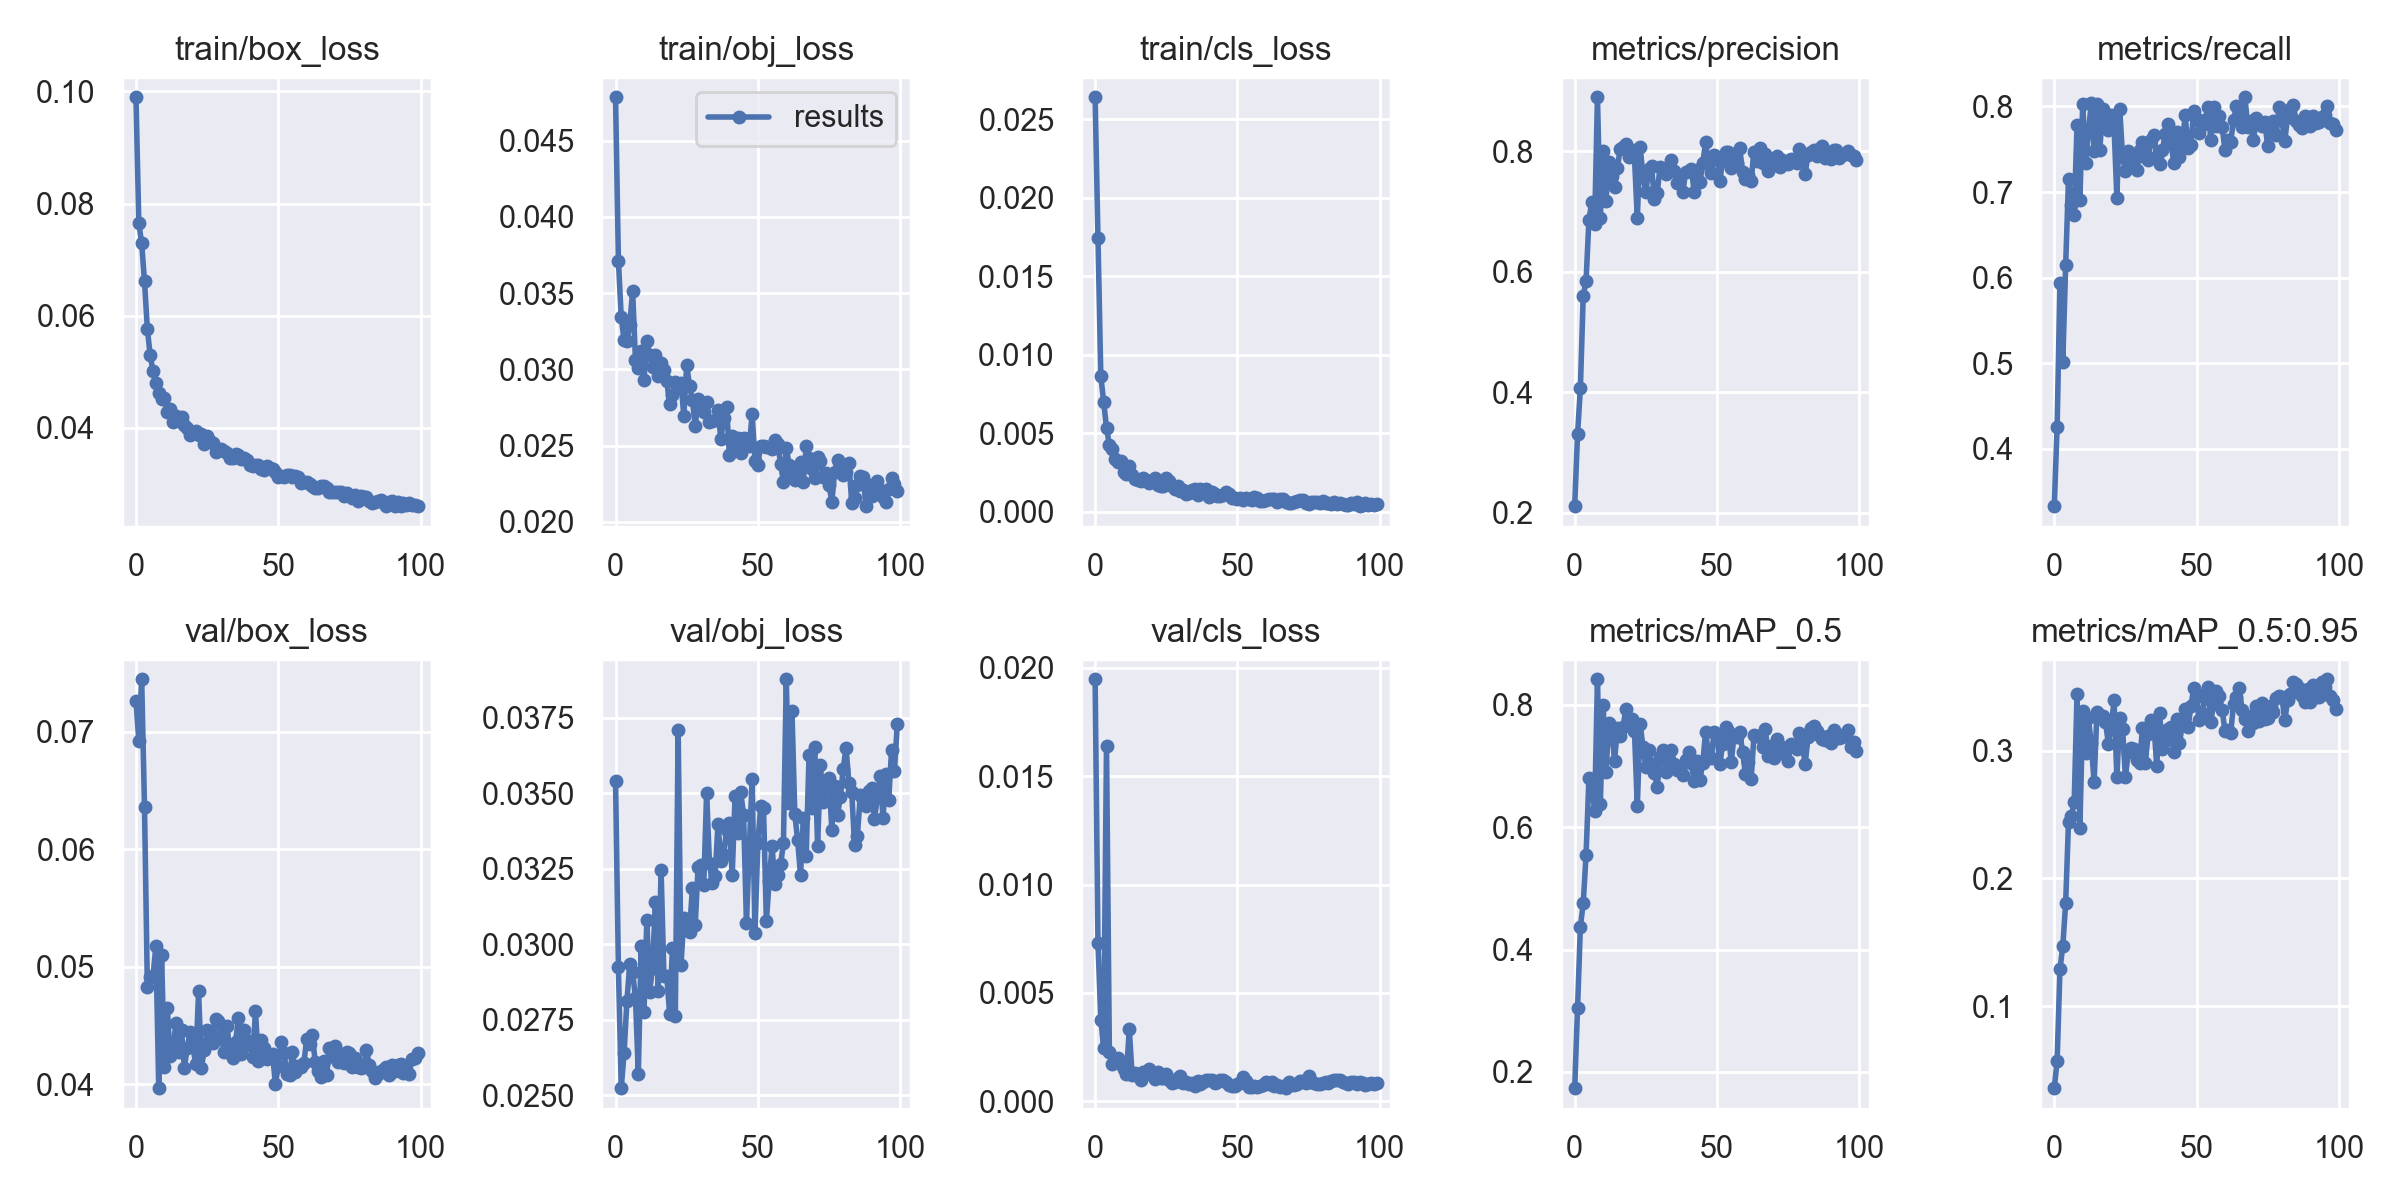 train/box_loss
0.10
0.08
0.06
0.04
0 50 100
train/obj_loss
results
0.045
0.040
0.035
0.030
0.025
0.020
0 50 100
train/cls_loss
0.025
0.020
0.015
0.010
0.005
0.000
0 50 100
metrics/precision
0.8
0.6
0.4
0.2
0 50 100
metrics/recall
0.8
0.7
0.6
0.5
0.4
0 50 100
val/box_loss
0.07
0.06
0.05
0.04
0 50 100
val/obj_loss
0.0375
0.0350
0.0325
0.0300
0.0275
0.0250
0 50 100
val/cls_loss
0.020
0.015
0.010
0.005
0.000
0 50 100
metrics/mAP_0.5
0.8
0.6
0.4
0.2
0 50 100
metrics/mAP_0.5:0.95
0.3
0.2
0.1
0 50 100